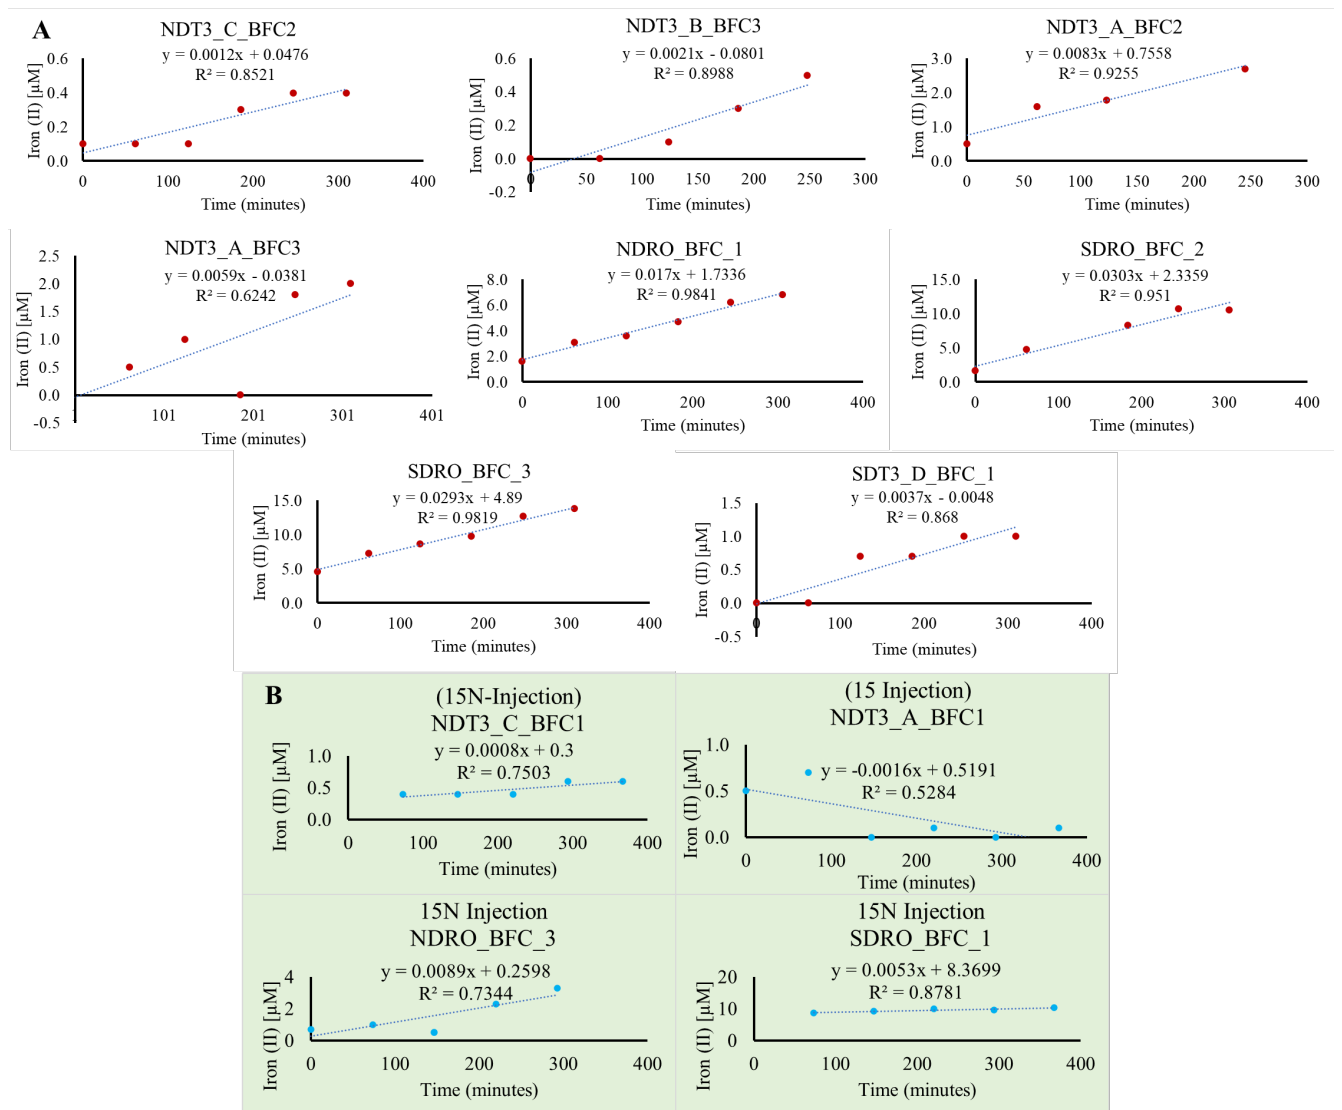 A
NDT3_C_BFC2
y = 0.0012x + 0.0476
R² = 0.8521
Iron (II) [µM]
0.6
0.4
0.2
0.0
0 100 200 300 400
Time (minutes)
NDT3_B_BFC3
y = 0.0021x - 0.0801
R² = 0.8988
Iron (II) [µM]
0.6
0.4
0.2
0.0
-0.2
0 50 100 150 200 250 300
Time (minutes)
NDT3_A_BFC2
y = 0.0083x + 0.7558
R² = 0.9255
Iron (II) [µM]
3.0
2.0
1.0
0.0
0 50 100 150 200 250 300
Time (minutes)
NDT3_A_BFC3
y = 0.0059x - 0.0381
R² = 0.6242
Iron (II) [µM]
2.5
2.0
1.5
1.0
0.5
0.0
-0.5
101 201 301 401
Time (minutes)
NDRO_BFC_1
y = 0.017x + 1.7336
R² = 0.9841
Iron (II) [µM]
8.0
6.0
4.0
2.0
0.0
0 100 200 300 400
Time (minutes)
SDRO_BFC_2
y = 0.0303x + 2.3359
R² = 0.951
Iron (II) [µM]
15.0
10.0
5.0
0.0
0 100 200 300 400
Time (minutes)
SDRO_BFC_3
y = 0.0293x + 4.89
R² = 0.9819
Iron (II) [µM]
15.0
10.0
5.0
0.0
0 100 200 300 400
Time (minutes)
SDT3_D_BFC_1
y = 0.0037x - 0.0048
R² = 0.868
Iron (II) [µM]
1.5
1.0
0.5
0.0
-0.5
0 100 200 300 400
Time (minutes)
B
(15N-Injection)
NDT3_C_BFC1
y = 0.0008x + 0.3
R² = 0.7503
Iron (II) [µM]
1.0
0.5
0.0
0 100 200 300 400
Time (minutes)
(15 Injection)
NDT3_A_BFC1
y = -0.0016x + 0.5191
R² = 0.5284
Iron (II) [µM]
1.0
0.5
0.0
0 100 200 300 400
Time (minutes)
15N Injection
NDRO_BFC_3
y = 0.0089x + 0.2598
R² = 0.7344
Iron (II) [µM]
4
2
0
0 100 200 300 400
Time (minutes)
15N Injection
SDRO_BFC_1
y = 0.0053x + 8.3699
R² = 0.8781
Iron (II) [µM]
20
10
0
0 100 200 300 400
Time (minutes)